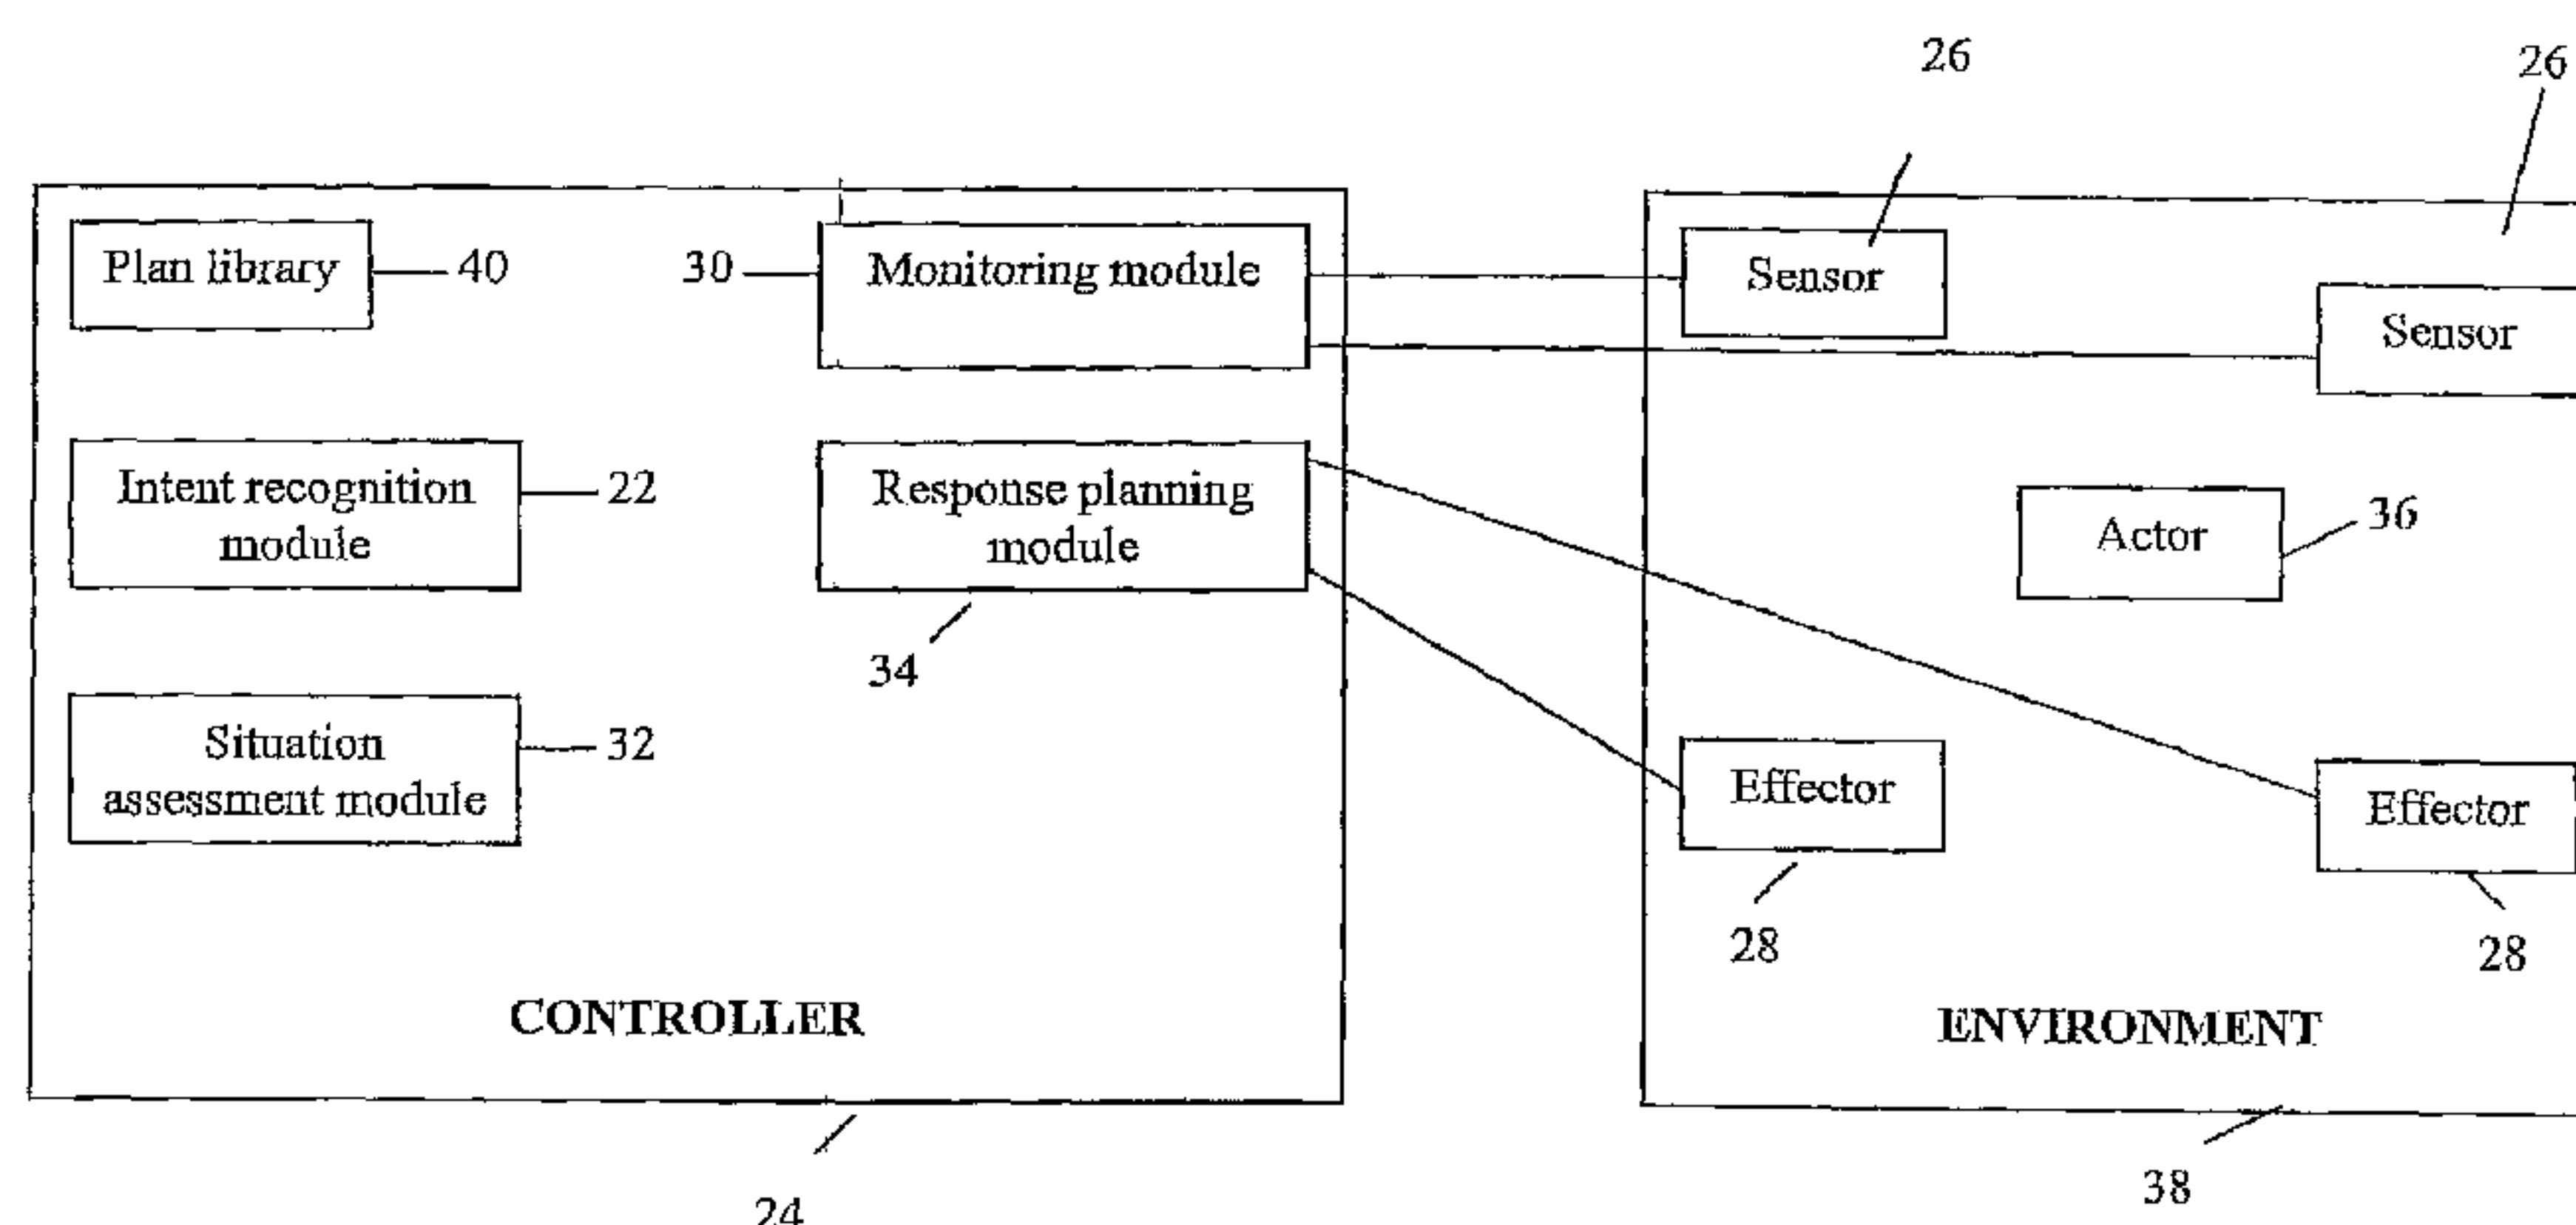 26
26
Plan library
40
30
Monitoring module
Sensor
Sensor
Intent recognition
module
22
Response planning
module
Actor
36
34
Situation
assessment module
32
Effector
Effector
28
28
CONTROLLER
ENVIRONMENT
24
38